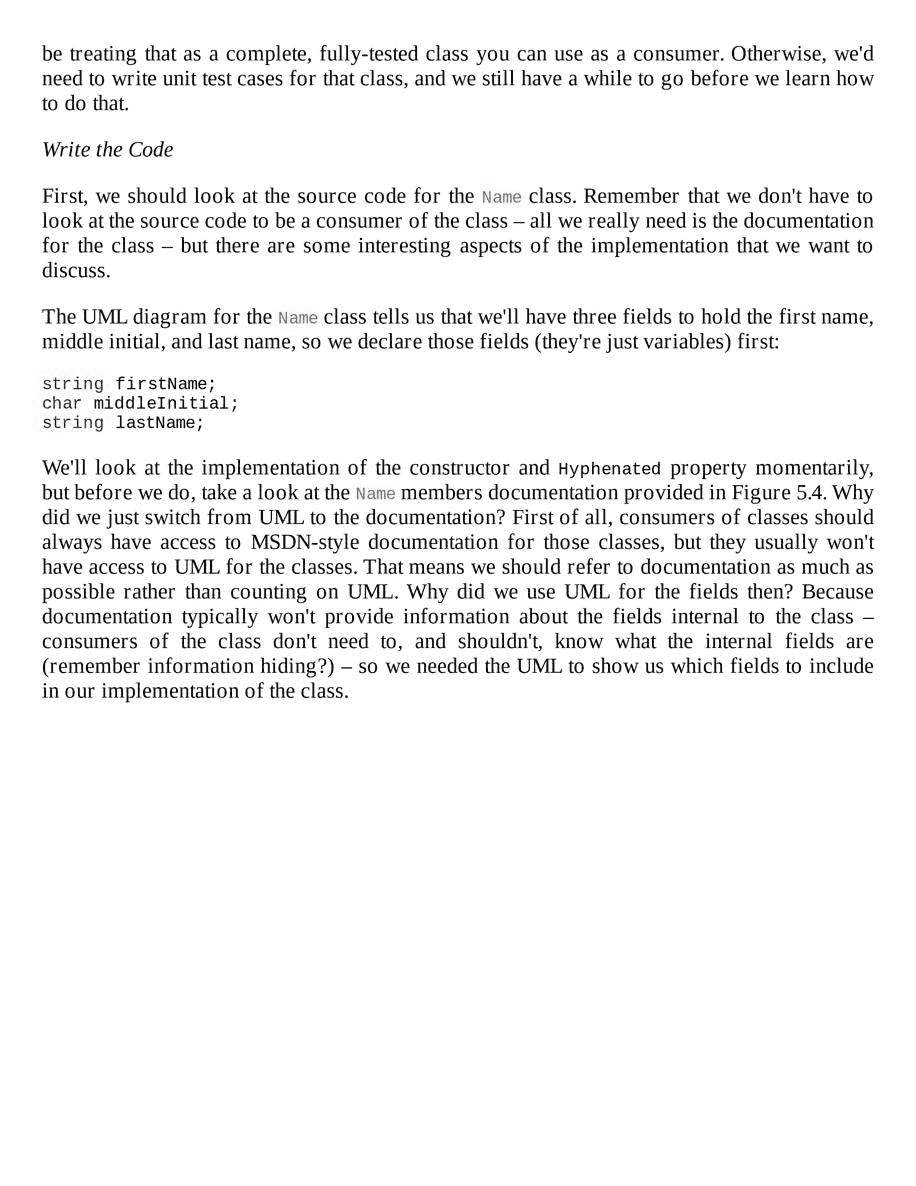 be treating that as a complete, fully-tested class you can use as a consumer. Otherwise, we'd
need to write unit test cases for that class, and we still have a while to go before we learn how
to do that.
Write the Code
First, we should look at the source code for the Name class. Remember that we don't have to
look at the source code to be a consumer of the class – all we really need is the documentation
for the class – but there are some interesting aspects of the implementation that we want to
discuss.
The UML diagram for the Name class tells us that we'll have three fields to hold the first name,
middle initial, and last name, so we declare those fields (they're just variables) first:
string firstName;
char middleInitial;
string lastName;
We'll look at the implementation of the constructor and Hyphenated property momentarily,
but before we do, take a look at the Name members documentation provided in Figure 5.4. Why
did we just switch from UML to the documentation? First of all, consumers of classes should
always have access to MSDN-style documentation for those classes, but they usually won't
have access to UML for the classes. That means we should refer to documentation as much as
possible rather than counting on UML. Why did we use UML for the fields then? Because
documentation typically won't provide information about the fields internal to the class –
consumers of the class don't need to, and shouldn't, know what the internal fields are
(remember information hiding?) – so we needed the UML to show us which fields to include
in our implementation of the class.